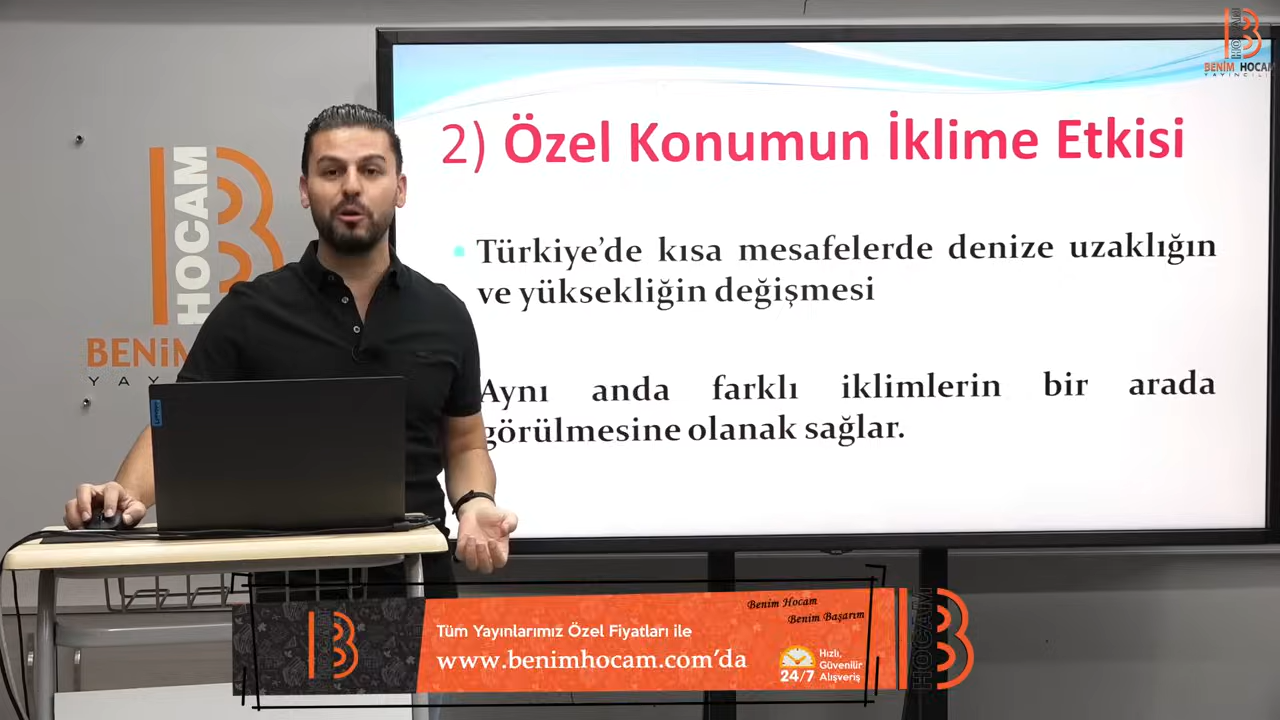 BENİM HOCAM
YAYINCILIK
2) Özel Konumun İklime Etkisi
Türkiye’de kısa mesafelerde denize uzaklığın
ve yüksekliğin değişmesi
Aynı anda farklı iklimlerin bir arada
görülmesine olanak sağlar.
HOCAM
BENİM
YAY
Lenovo
Benim Hocam
Benim Başarım
Tüm Yayınlarımız Özel Fiyatları ile
www.benimhocam.com’da
24/7
Hızlı,
Güvenilir
Alışveriş
HOCAM